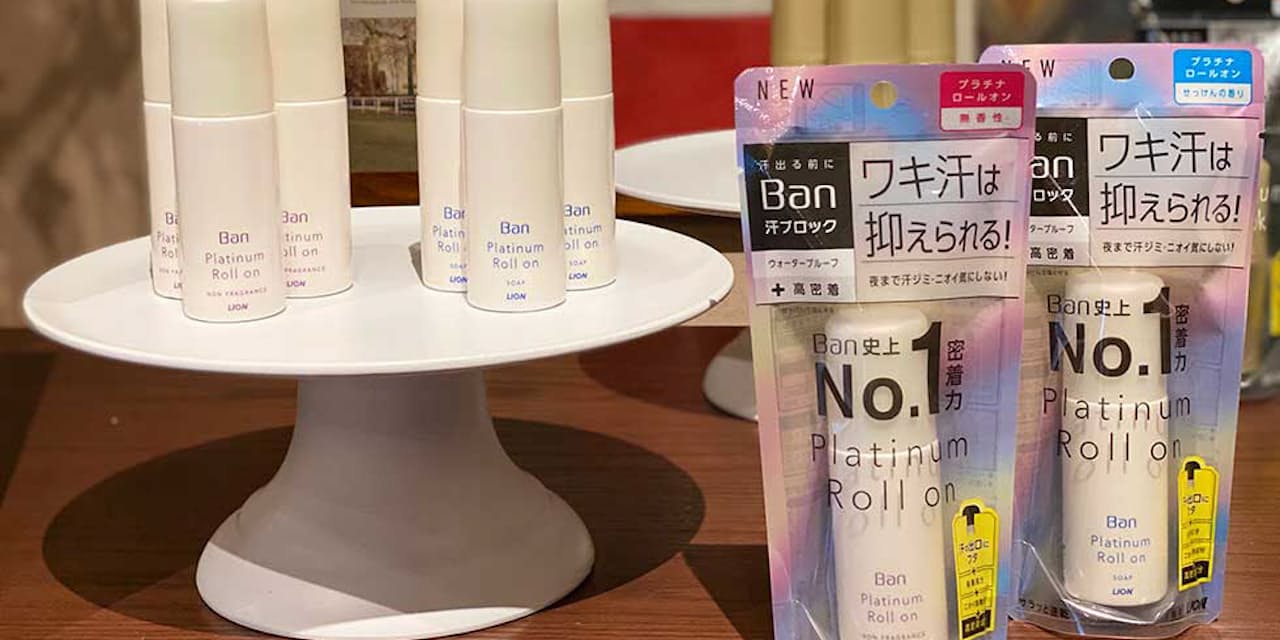 Ban
Platinum
Roll on
NON FRAGRANCE
LION
Ban
Platinum
Roll on
SOAP
LION
NEW
プラチナ
ロールオン
無香性
汗出る前に
Ban
汗ブロック
ウォータープルーフ
+高密着
ワキ汗は
抑えられる!
夜まで汗ジミ・ニオイ気にしない!
Ban史上
No.1
密着力
Platinum
Roll on
Ban
Platinum
Roll on
NON FRAGRANCE
プラチナ
ロールオン
せっけんの香り
ワキ汗は
抑えられる!
夜まで汗ジミ・ニオイ気にしない!
高密着
Ban史上
No.1
密着力
Platinum
Roll on
Ban
Platinum
Roll on
SOAP
LION